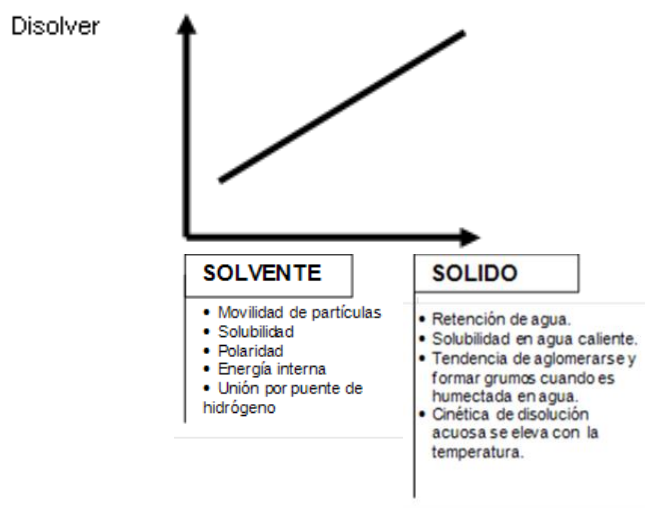 Disolver
SOLVENTE
• Movilidad de partículas
• Solubilidad
• Polaridad
• Energía interna
• Unión por puente de
hidrógeno
SOLIDO
• Retención de agua.
• Solubilidad en agua caliente.
• Tendencia de aglomerarse y
formar grumos cuando es
humectada en agua.
• Cinética de disolución
acuosa se eleva con la
temperatura.